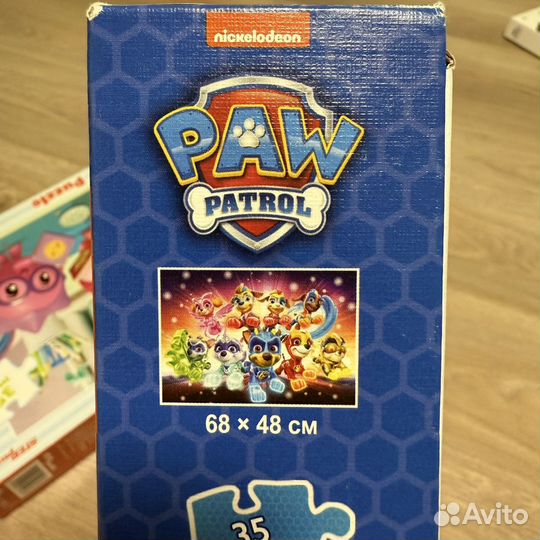 nickelodeon
PAW
PATROL
68 × 48 см
35
Puzzle
Avito